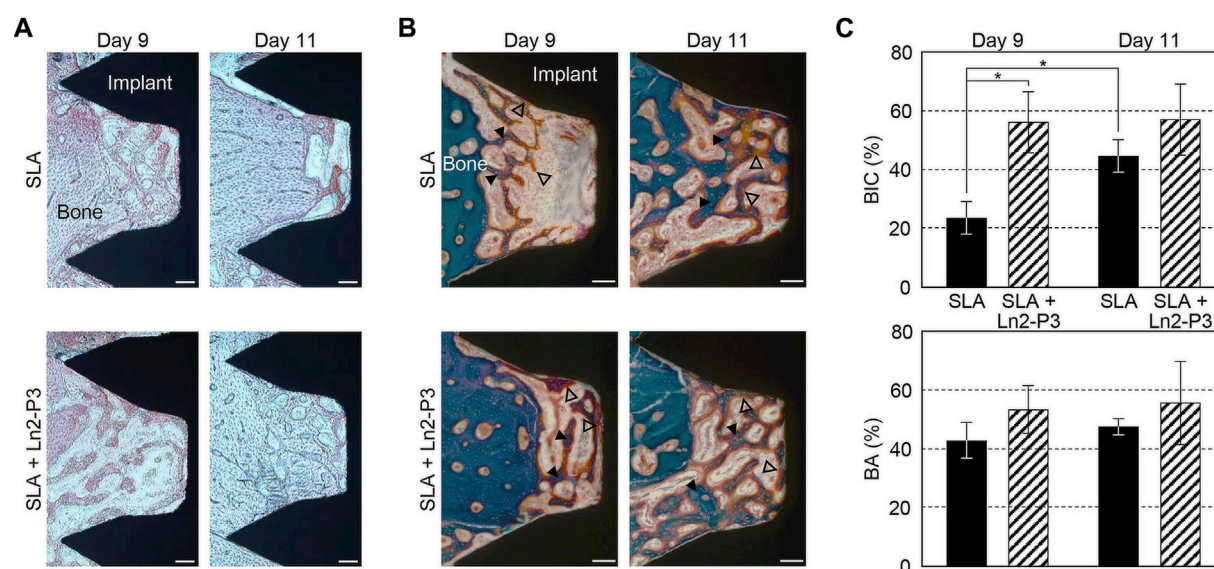 A
Day 9
Day 11
SLA
Implant
Bone
SLA + Ln2-P3
B
Day 9
Day 11
SLA
Implant
Bone
SLA + Ln2-P3
C
Day 9
Day 11
BIC (%)
80
60
40
20
0
*
*
SLA
SLA +
Ln2-P3
SLA
SLA +
Ln2-P3
BA (%)
80
60
40
20
0